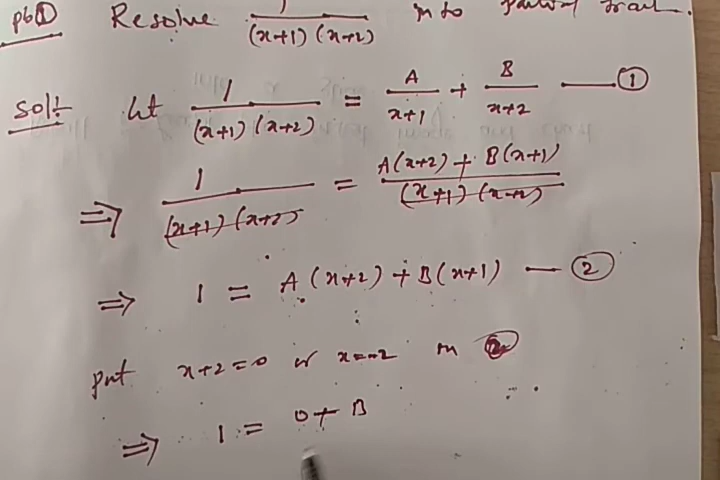 pb① Resolve 1/((x+1)(x+2)) into partial fract.
Sol:- Let 1/((x+1)(x+2)) = A/(x+1) + B/(x+2) — ①
⇒ 1/((x+1)(x+2)) = (A(x+2) + B(x+1))/((x+1)(x+2))
⇒ 1 = A(x+2) + B(x+1) — ②
put x+2=0 or x=-2 in ②
⇒ 1 = 0 + B